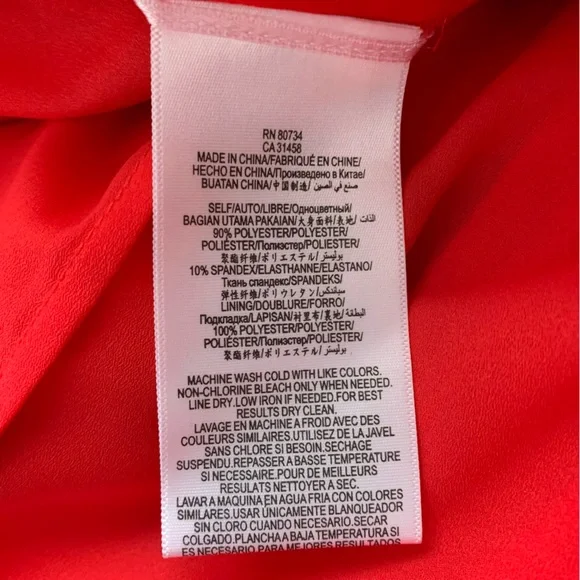 RN 80734
CA 31458
MADE IN CHINA/FABRIQUÉ EN CHINE/
HECHO EN CHINA/Произведено в Китае/
BUATAN CHINA/中国制造/صنع في الصين/
SELF/AUTO/LIBRE/Одноцветный/
BAGIAN UTAMA PAKAIAN/大身面料/表地/الذات/
90% POLYESTER/POLYESTER/
POLIÉSTER/Полиэстер/POLIESTER/
聚酯纤维/ポリエステル/بوليستر/
10% SPANDEX/ELASTHANNE/ELASTANO/
Ткань спандекс/SPANDEKS/
弹性纤维/ポリウレタン/سباندكس/
LINING/DOUBLURE/FORRO/
Подкладка/LAPISAN/衬里布/裏地/البطانة/
100% POLYESTER/POLYESTER/
POLIÉSTER/Полиэстер/POLIESTER/
聚酯纤维/ポリエステル/بوليستر/
MACHINE WASH COLD WITH LIKE COLORS.
NON-CHLORINE BLEACH ONLY WHEN NEEDED.
LINE DRY.LOW IRON IF NEEDED.FOR BEST
RESULTS DRY CLEAN.
LAVAGE EN MACHINE A FROID AVEC DES
COULEURS SIMILAIRES.UTILISEZ DE LA JAVEL
SANS CHLORE SI BESOIN.SECHAGE
SUSPENDU.REPASSER A BASSE TEMPERATURE
SI NECESSAIRE.POUR DE MEILLEURS
RESULATS NETTOYER A SEC.
LAVAR A MAQUINA EN AGUA FRIA CON COLORES
SIMILARES.USAR ÚNICAMENTE BLANQUEADOR
SIN CLORO CUANDO NECESARIO.SECAR
COLGADO.PLANCHA A BAJA TEMPERATURA SI
ES NECESARIO.PARA MEJORES RESULTADOS